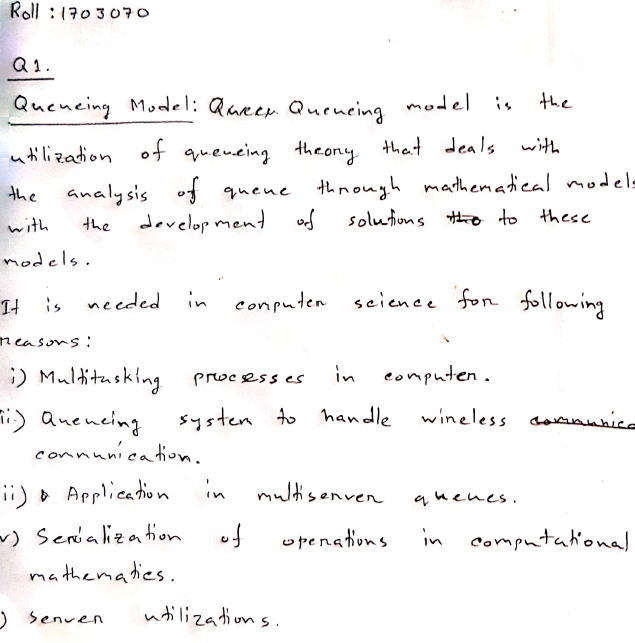 Roll : 1703070
Q1.
Queueing Model: Queueing model is the
utilization of queueing theory that deals with
the analysis of queue through mathematical models
with the development of solutions to these
models.
It is needed in computer science for following
reasons:
i) Multitasking processes in computer.
ii) Queueing system to handle wireless
communication.
ii) Application in multiserver queues.
v) Serialization of operations in computational
mathematics.
) server utilizations.